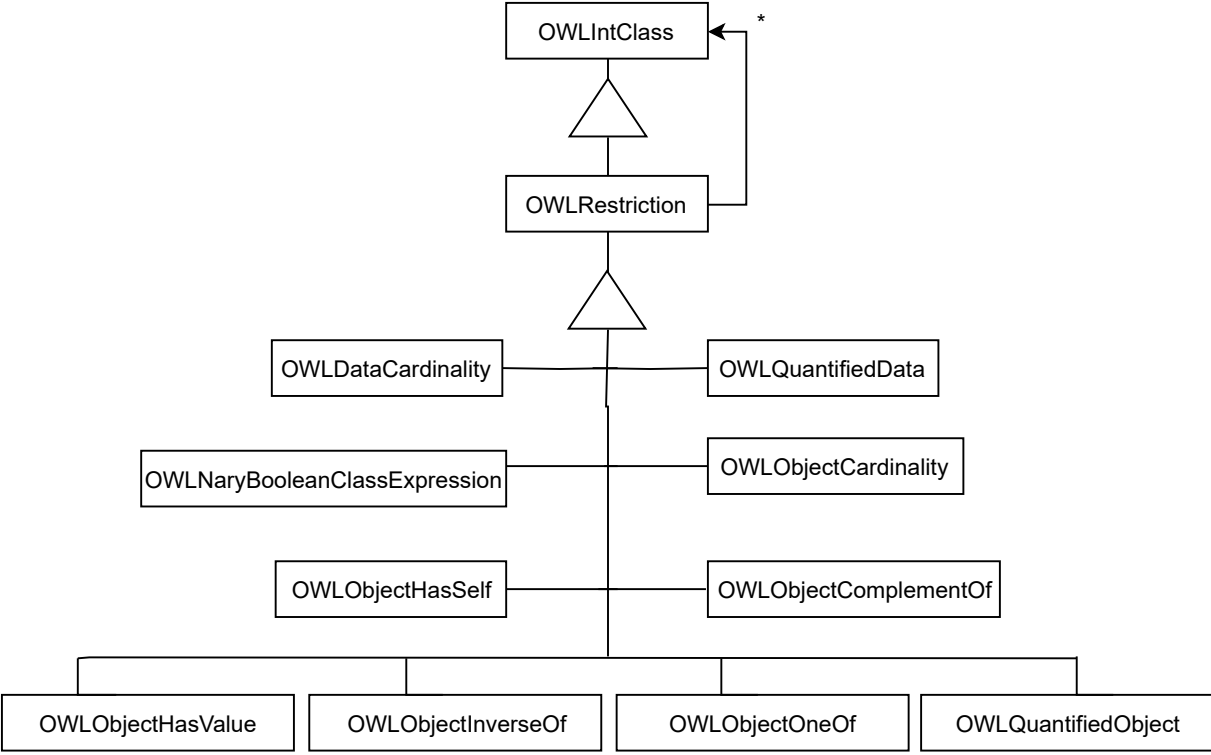 OWLIntClass
*
OWLRestriction
OWLDataCardinality
OWLQuantifiedData
OWLNaryBooleanClassExpression
OWLObjectCardinality
OWLObjectHasSelf
OWLObjectComplementOf
OWLObjectHasValue
OWLObjectInverseOf
OWLObjectOneOf
OWLQuantifiedObject